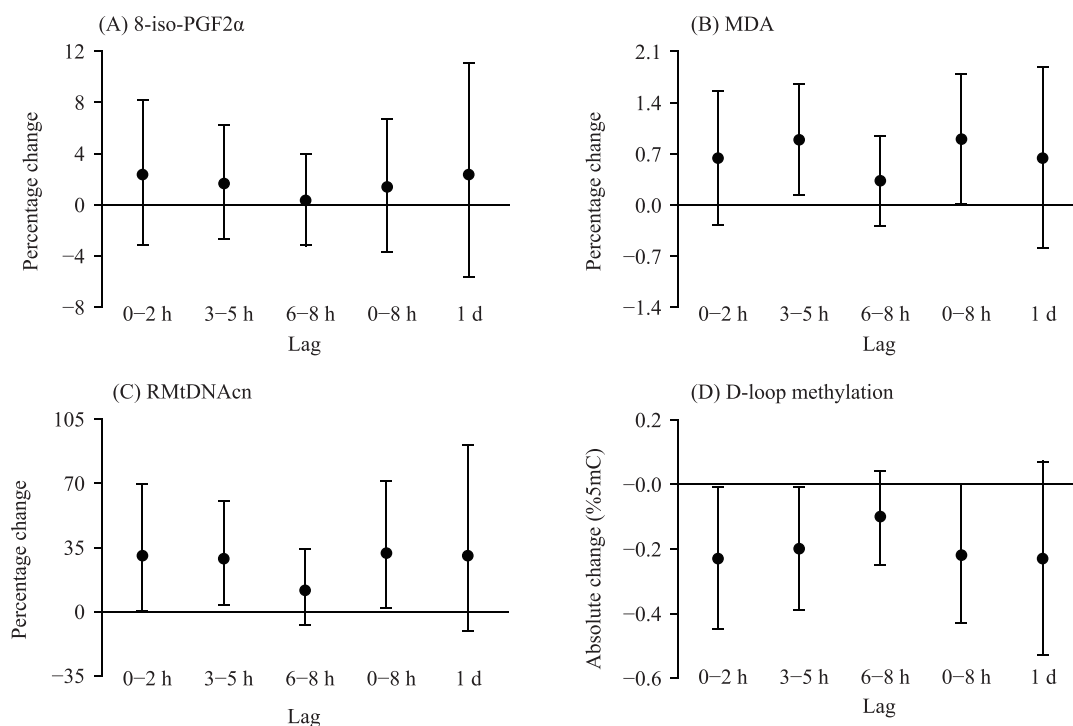 (A) 8-iso-PGF2α
12
8
4
0
−4
−8
Percentage change
0−2 h 3−5 h 6−8 h 0−8 h 1 d
Lag
(B) MDA
2.1
1.4
0.7
0.0
−0.7
−1.4
Percentage change
0−2 h 3−5 h 6−8 h 0−8 h 1 d
Lag
(C) RMtDNAcn
105
70
35
0
−35
Percentage change
0−2 h 3−5 h 6−8 h 0−8 h 1 d
Lag
(D) D-loop methylation
0.2
−0.0
−0.2
−0.4
−0.6
Absolute change (%5mC)
0−2 h 3−5 h 6−8 h 0−8 h 1 d
Lag